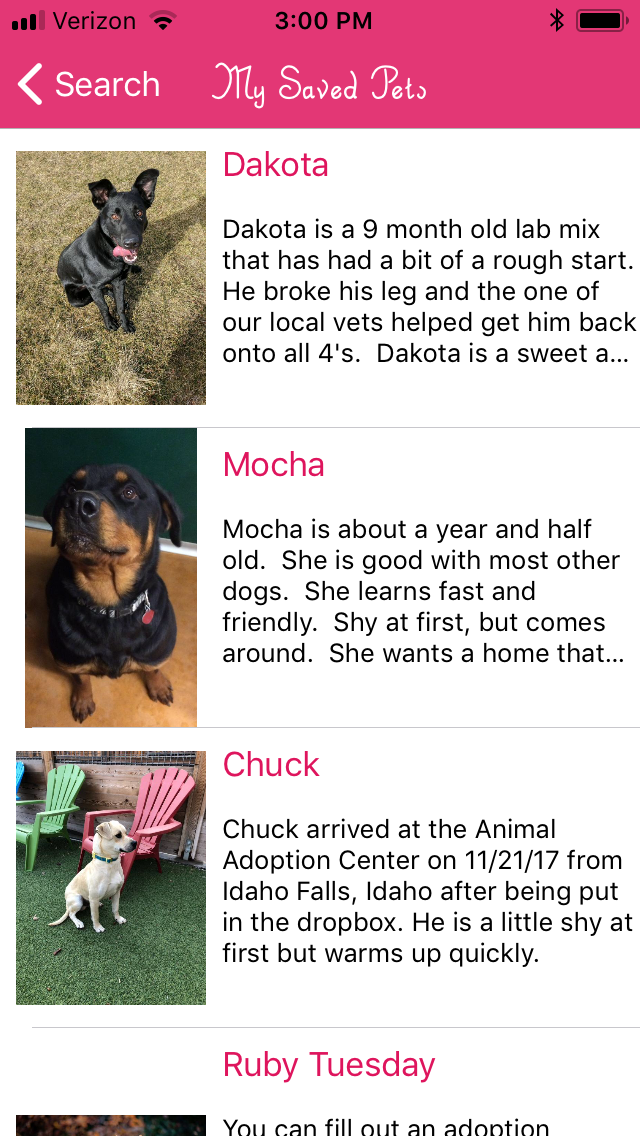 Verizon 3:00 PM
Search My Saved Pets
Dakota
Dakota is a 9 month old lab mix
that has had a bit of a rough start.
He broke his leg and the one of
our local vets helped get him back
onto all 4's.  Dakota is a sweet a...
Mocha
Mocha is about a year and half
old.  She is good with most other
dogs.  She learns fast and
friendly.  Shy at first, but comes
around.  She wants a home that...
Chuck
Chuck arrived at the Animal
Adoption Center on 11/21/17 from
Idaho Falls, Idaho after being put
in the dropbox. He is a little shy at
first but warms up quickly.
Ruby Tuesday
You can fill out an adoption